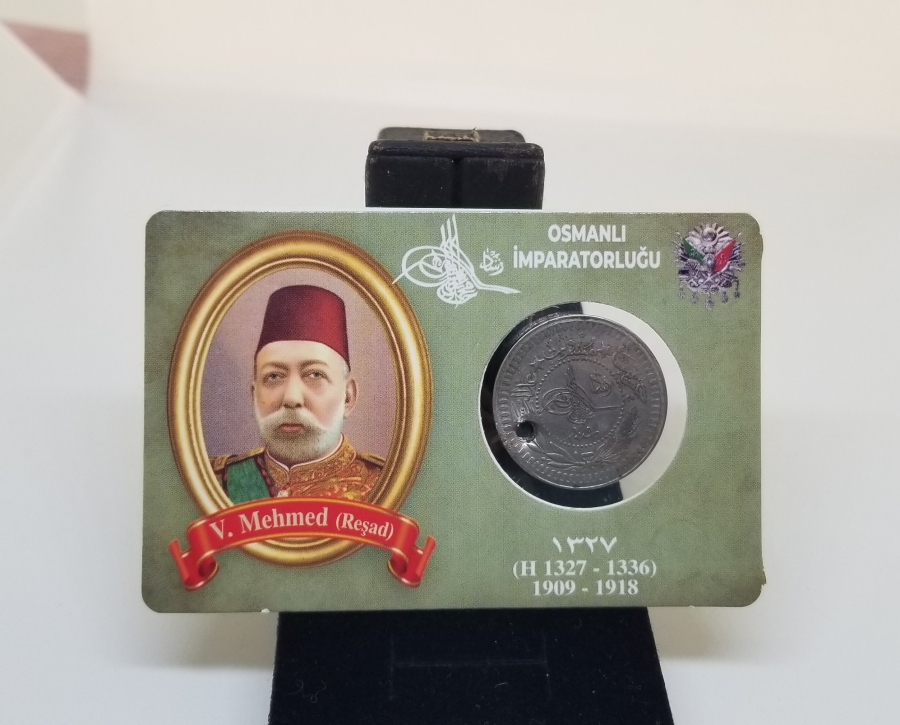 OSMANLI
İMPARATORLUĞU
V. Mehmed (Reşad)
١٣٢٧
(H 1327 - 1336)
1909 - 1918